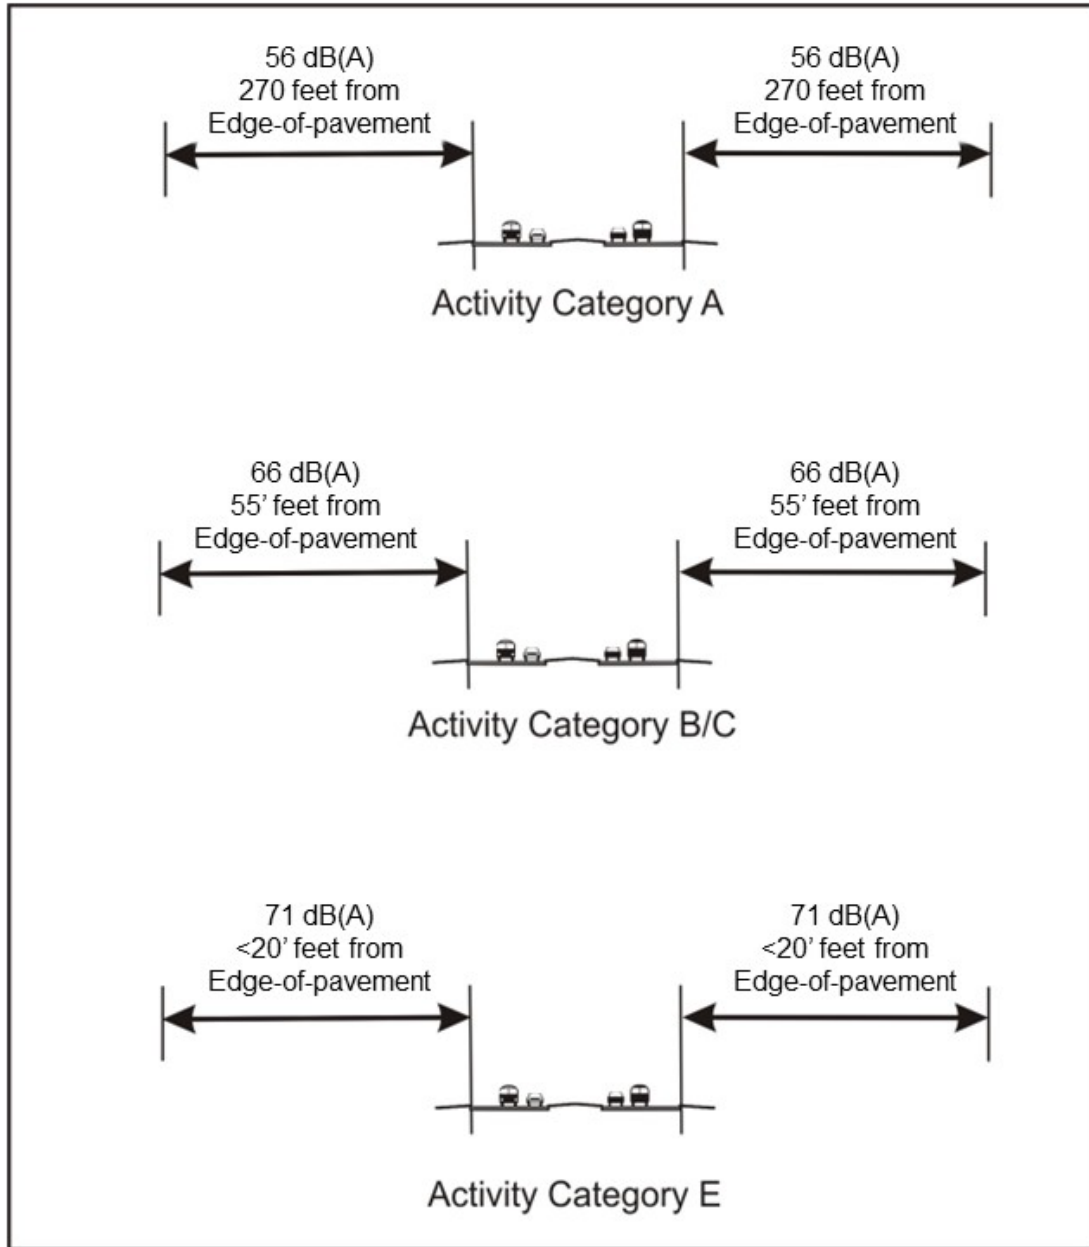 56 dB(A)
270 feet from
Edge-of-pavement
56 dB(A)
270 feet from
Edge-of-pavement
Activity Category A
66 dB(A)
55’ feet from
Edge-of-pavement
66 dB(A)
55’ feet from
Edge-of-pavement
Activity Category B/C
71 dB(A)
<20’ feet from
Edge-of-pavement
71 dB(A)
<20’ feet from
Edge-of-pavement
Activity Category E